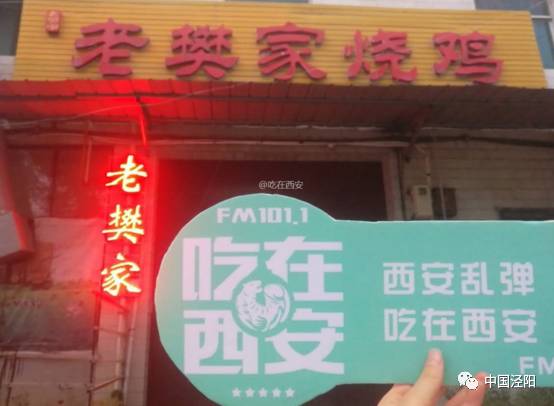 老樊家烧鸡
老樊家
@吃在西安
FM101.1
吃在
西安
西安乱弹
吃在西安
FM
中国泾阳